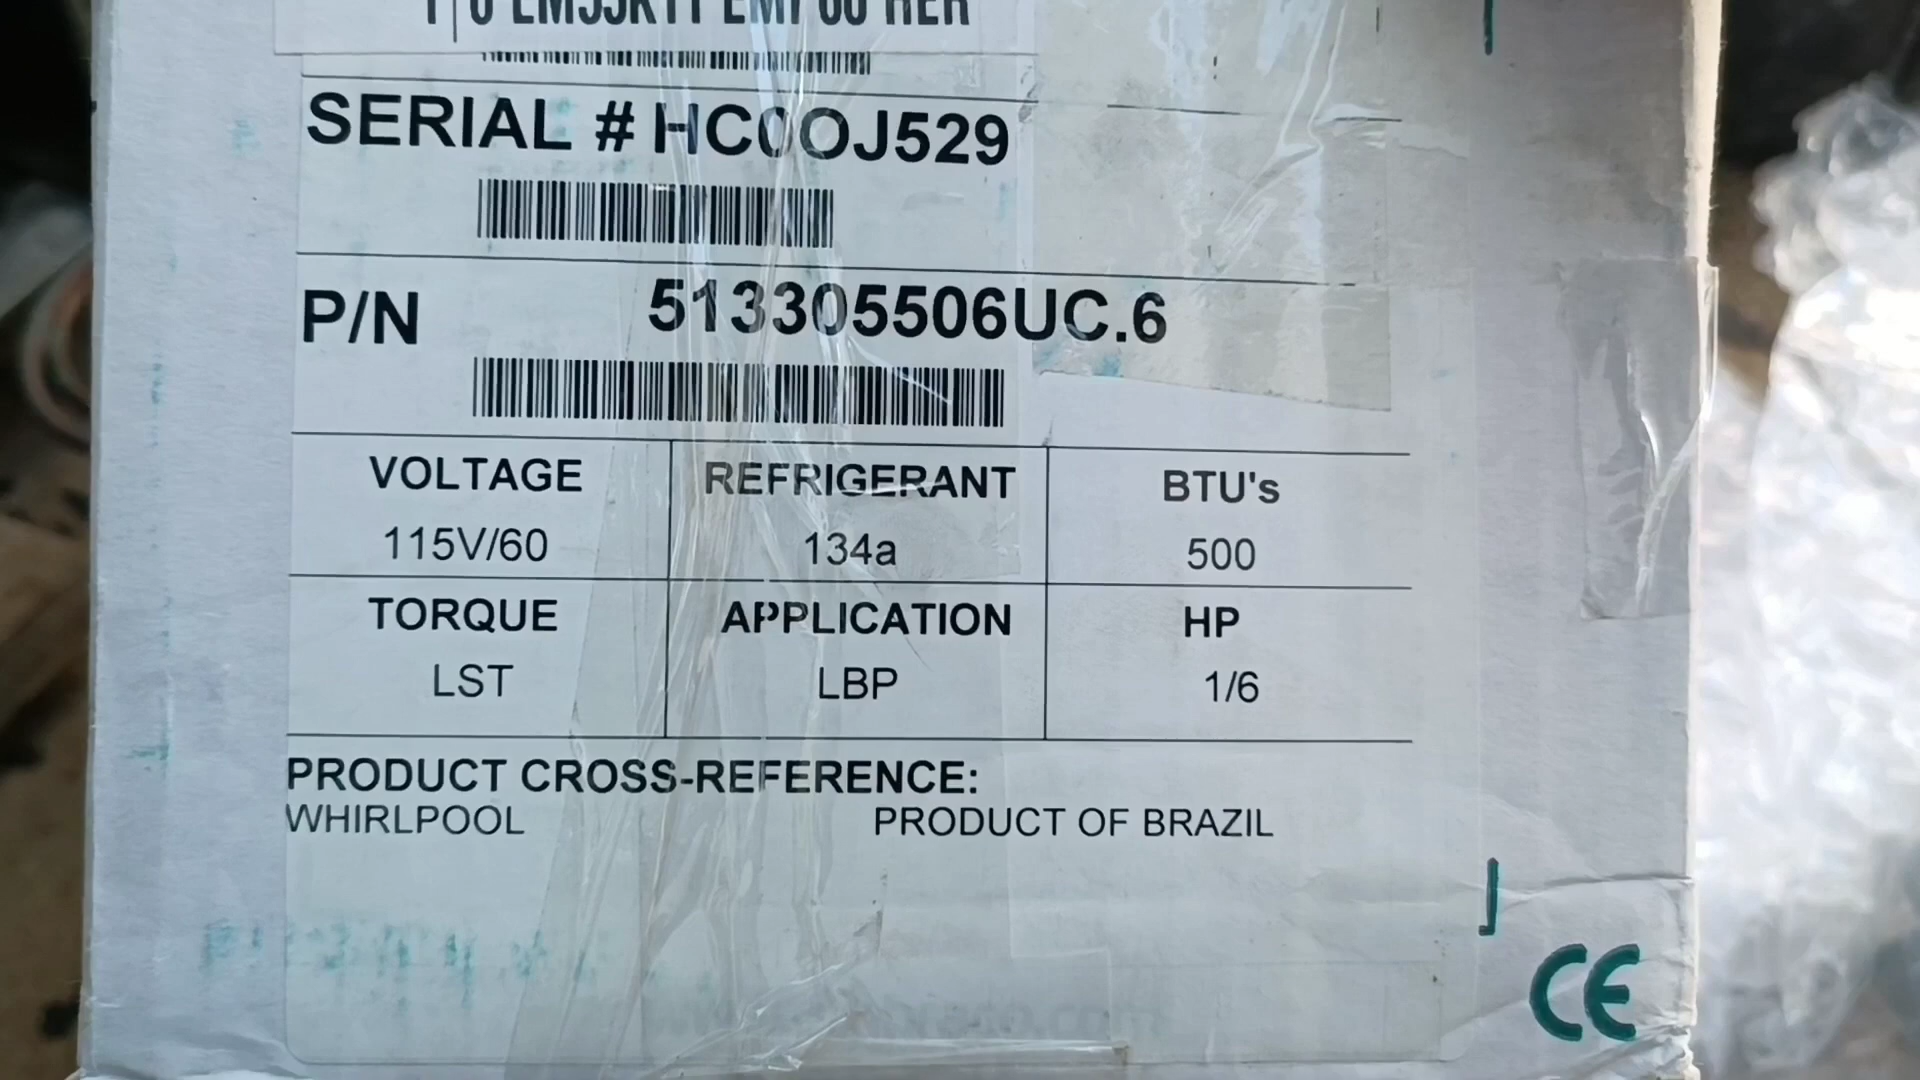 SERIAL # HC0OJ529
P/N 513305506UC.6
VOLTAGE REFRIGERANT BTU's
115V/60 134a 500
TORQUE APPLICATION HP
LST LBP 1/6
PRODUCT CROSS-REFERENCE:
WHIRLPOOL PRODUCT OF BRAZIL
CE